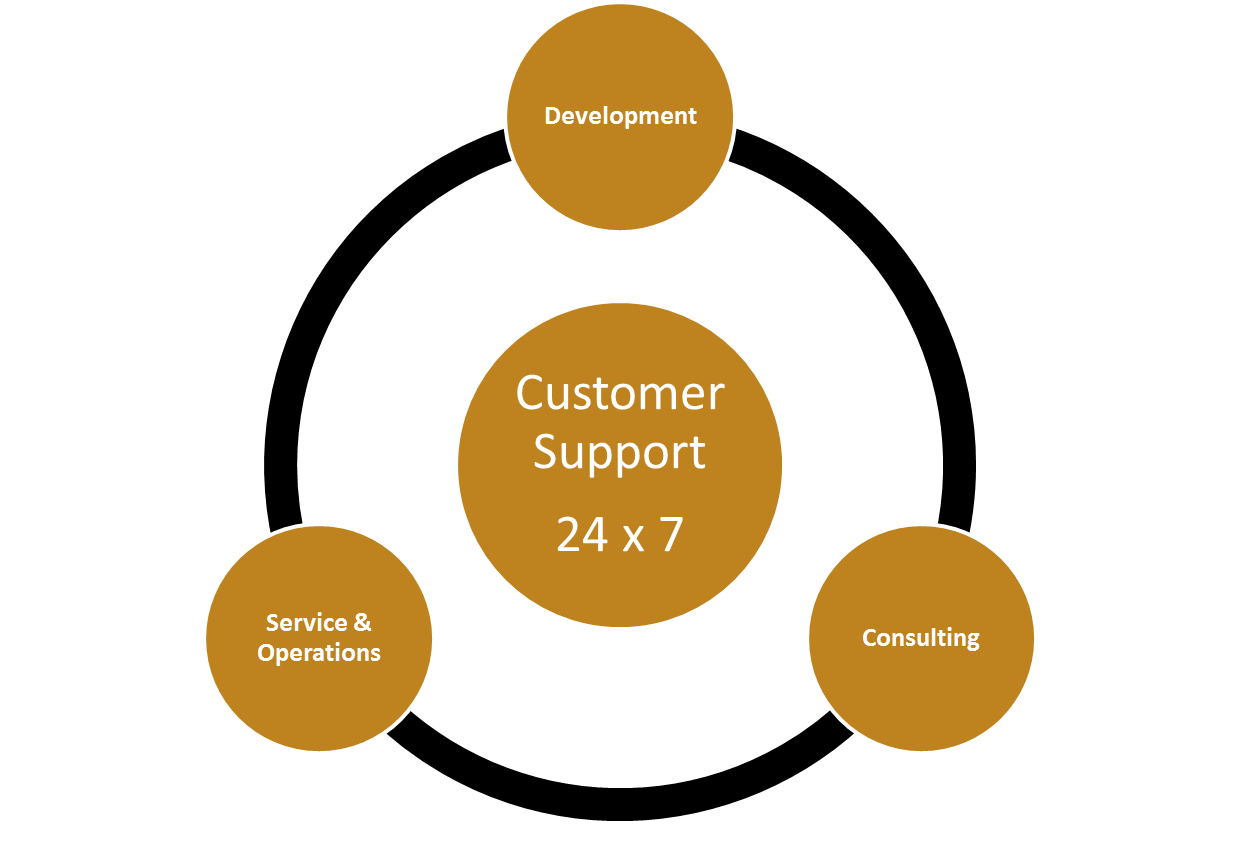 Development
Customer
Support
24 x 7
Service &
Operations
Consulting